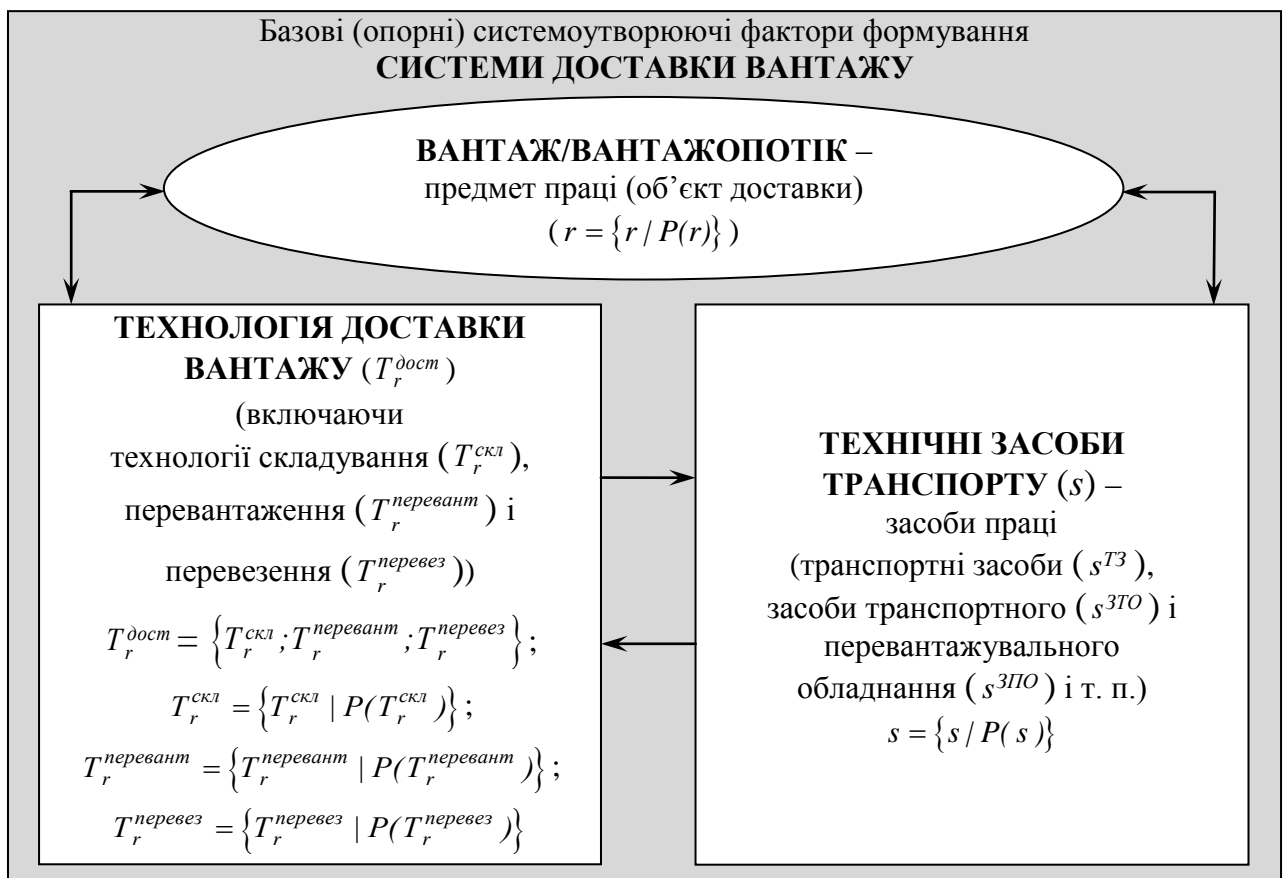 Базові (опорні) системоутворюючі фактори формування
СИСТЕМИ ДОСТАВКИ ВАНТАЖУ
ВАНТАЖ/ВАНТАЖОПОТІК –
предмет праці (об’єкт доставки)
( r = {r / P(r)} )
ТЕХНОЛОГІЯ ДОСТАВКИ
ВАНТАЖУ (T_r^{дост})
(включаючи
технології складування (T_r^{скл}),
перевантаження (T_r^{перевант}) і
перевезення (T_r^{перевез}))
T_r^{дост} = {T_r^{скл}; T_r^{перевант}; T_r^{перевез}};
T_r^{скл} = {T_r^{скл} | P(T_r^{скл})};
T_r^{перевант} = {T_r^{перевант} | P(T_r^{перевант})};
T_r^{перевез} = {T_r^{перевез} | P(T_r^{перевез})}
ТЕХНІЧНІ ЗАСОБИ
ТРАНСПОРТУ (s) –
засоби праці
(транспортні засоби (s^{ТЗ}),
засоби транспортного (s^{ЗТО}) і
перевантажувального
обладнання (s^{ЗПО}) і т. п.)
s = {s / P( s )}